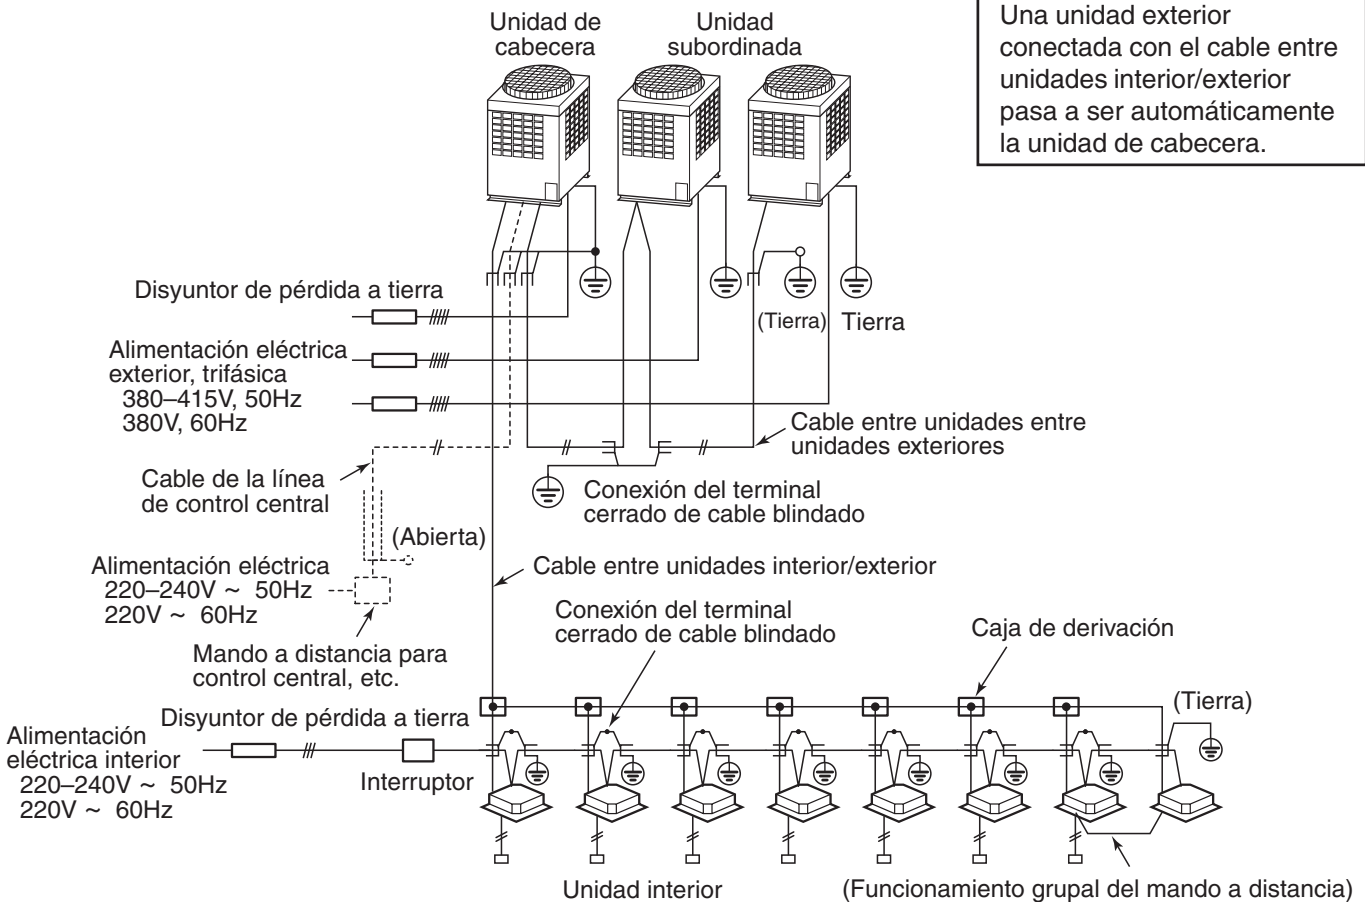 Unidad de
cabecera
Unidad
subordinada
Una unidad exterior
conectada con el cable entre
unidades interior/exterior
pasa a ser automáticamente
la unidad de cabecera.
Disyuntor de pérdida a tierra
(Tierra)
Tierra
Alimentación eléctrica
exterior, trifásica
380–415V, 50Hz
380V, 60Hz
Cable entre unidades entre
unidades exteriores
Cable de la línea
de control central
Conexión del terminal
cerrado de cable blindado
(Abierta)
Alimentación eléctrica
220–240V ~ 50Hz
220V ~ 60Hz
Cable entre unidades interior/exterior
Conexión del terminal
cerrado de cable blindado
Caja de derivación
Mando a distancia para
control central, etc.
(Tierra)
Disyuntor de pérdida a tierra
Alimentación
eléctrica interior
220–240V ~ 50Hz
220V ~ 60Hz
Interruptor
Unidad interior
(Funcionamiento grupal del mando a distancia)